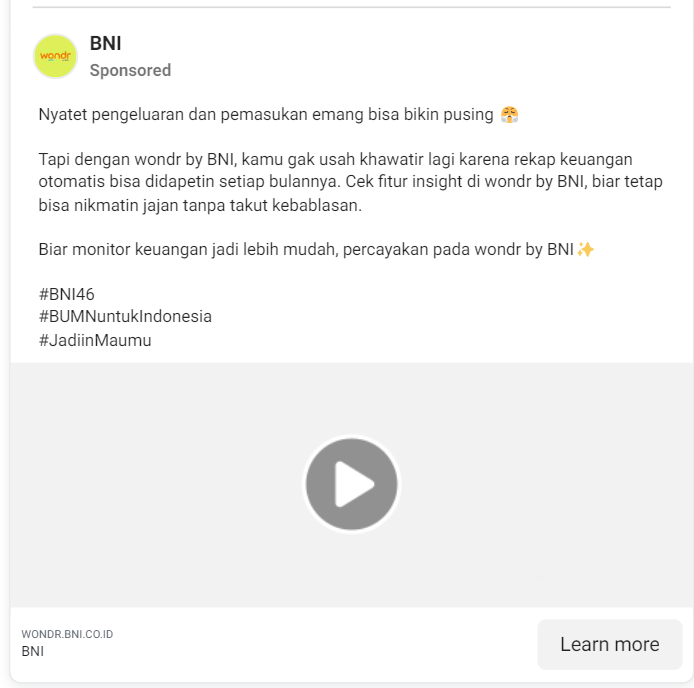 wondr
BNI
Sponsored
Nyatet pengeluaran dan pemasukan emang bisa bikin pusing 😤
Tapi dengan wondr by BNI, kamu gak usah khawatir lagi karena rekap keuangan
otomatis bisa didapetin setiap bulannya. Cek fitur insight di wondr by BNI, biar tetap
bisa nikmatin jajan tanpa takut kebablasan.
Biar monitor keuangan jadi lebih mudah, percayakan pada wondr by BNI✨
#BNI46
#BUMNuntukIndonesia
#JadiinMaumu
WONDR.BNI.CO.ID
BNI
Learn more